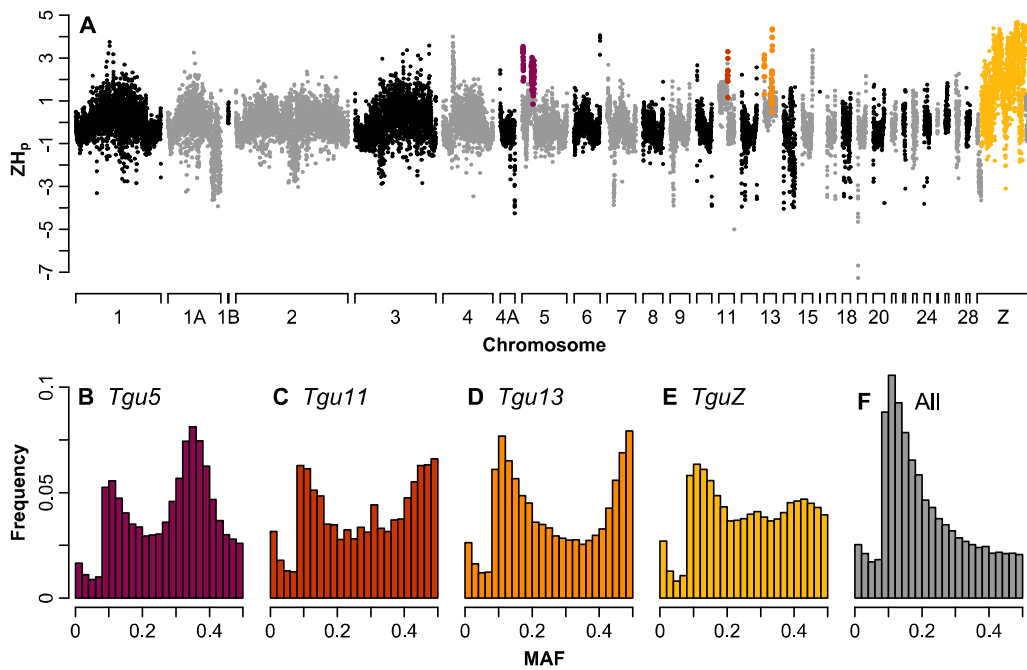 A
5
3
1
-1
-3
-5
-7
ZHp
1 1A 1B 2 3 4 4A 5 6 7 8 9 11 13 15 18 20 24 28 Z
Chromosome
B Tgu5
C Tgu11
D Tgu13
E TguZ
F All
0.1
0.05
0
Frequency
0 0.2 0.4 0 0.2 0.4 0 0.2 0.4 0 0.2 0.4 0 0.2 0.4
MAF